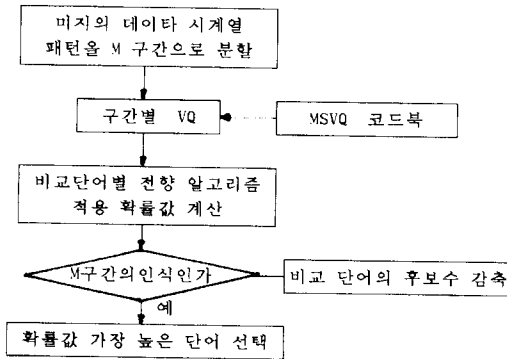 미지의 데이타 시계열
패턴올 M 구간으로 분할
구간별 VQ
MSVQ 코드북
비교단어별 전향 알고리즘
적용 확률값 계산
M구간의인식인가
비교 단어의 후보수 감축
예
확률값 가장 높은 단어 선택